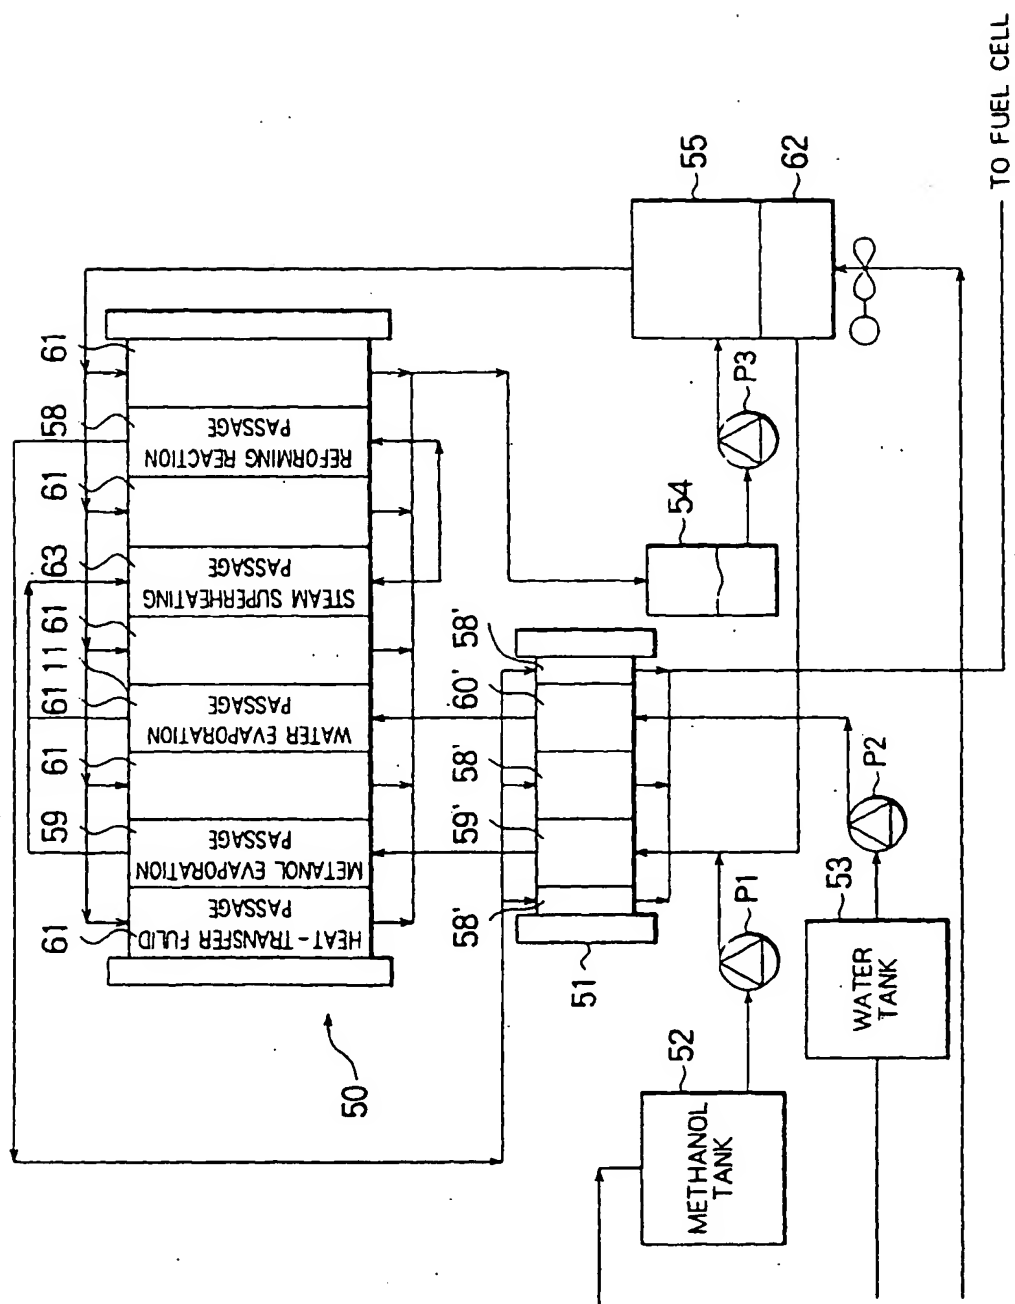 61
58
61
63
61
11
61
61
59
61
REFORMING REACTION
PASSAGE
STEAM SUPERHEATING
PASSAGE
WATER EVAPORATION
PASSAGE
METANOL EVAPORATION
PASSAGE
HEAT-TRANSFER FULID
PASSAGE
50
58'
60'
58'
59'
58'
51
54
P3
55
62
P1
P2
52
METHANOL
TANK
53
WATER
TANK
TO FUEL CELL